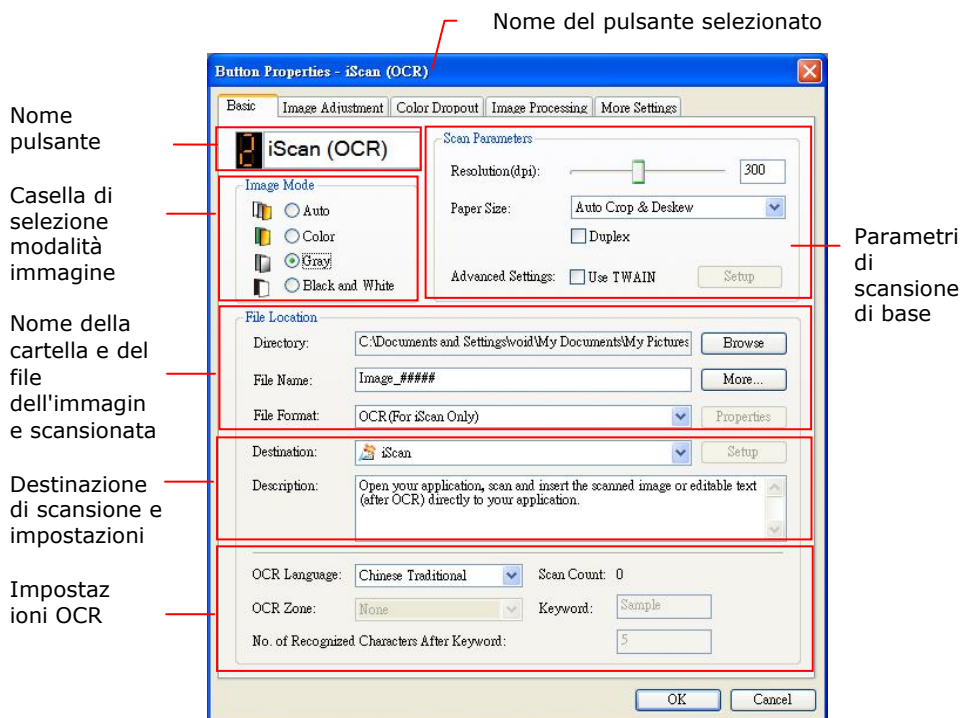 Nome del pulsante selezionato
Button Properties - iScan (OCR)
Basic Image Adjustment Color Dropout Image Processing More Settings
Nome
pulsante
2 iScan (OCR)
Casella di
selezione
modalità
immagine
Image Mode
Auto
Color
Gray
Black and White
Scan Parameters
Resolution(dpi): 300
Paper Size: Auto Crop & Deskew
Duplex
Advanced Settings: Use TWAIN Setup
Parametri
di
scansione
di base
Nome della
cartella e del
file
dell'immagin
e scansionata
File Location
Directory: C:\Documents and Settings\void\My Documents\My Pictures Browse
File Name: Image_##### More...
File Format: OCR(For iScan Only) Properties
Destinazione
di scansione e
impostazioni
Destination: iScan Setup
Description: Open your application, scan and insert the scanned image or editable text
(after OCR) directly to your application.
Impostaz
ioni OCR
OCR Language: Chinese Traditional Scan Count: 0
OCR Zone: None Keyword: Sample
No. of Recognized Characters After Keyword: 5
OK Cancel